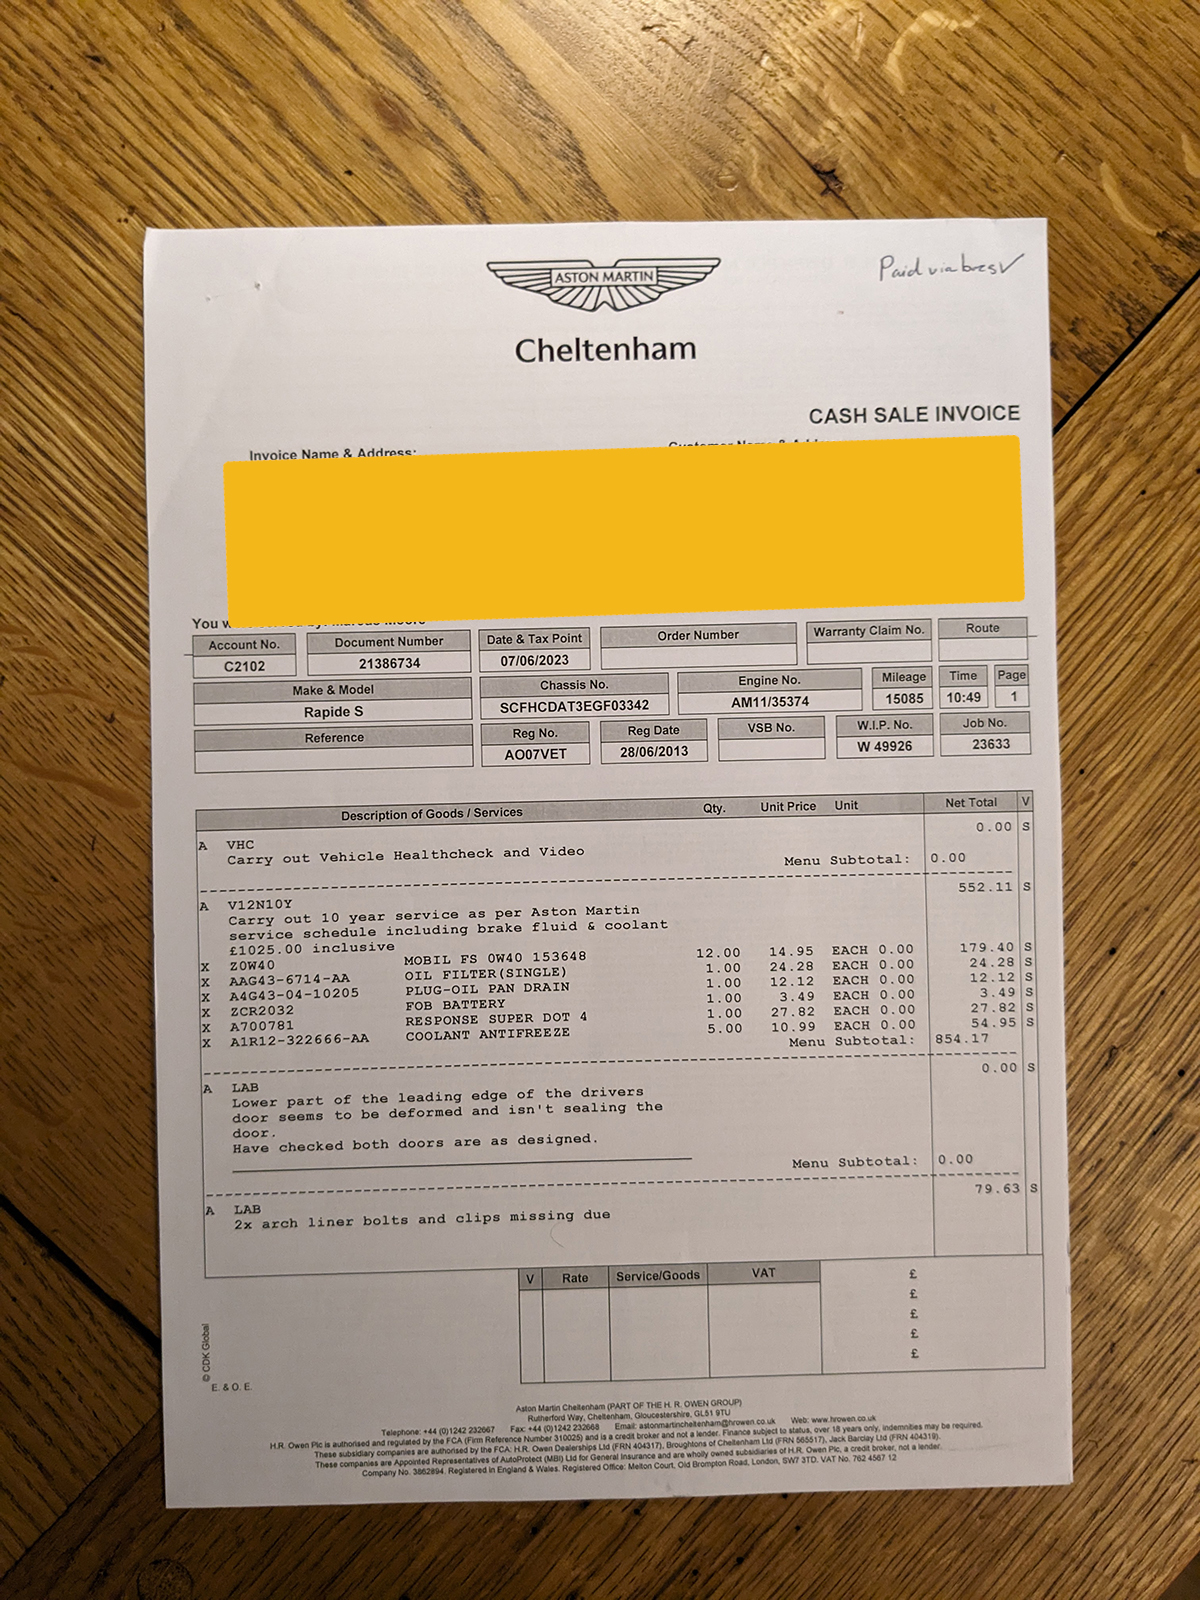 ASTON MARTIN
Paid via
Cheltenham
CASH SALE INVOICE
Invoice Name & Address:
Customer Name &
You
Account No. Document Number Date & Tax Point Order Number Warranty Claim No. Route
C2102 21386734 07/06/2023
Make & Model Chassis No. Engine No. Mileage Time Page
Rapide S SCFHCDAT3EGF03342 AM11/35374 15085 10:49 1
Reference Reg No. Reg Date VSB No. W.I.P. No. Job No.
AO07VET 28/06/2013 W 49926 23633
Description of Goods / Services Qty. Unit Price Unit Net Total V
A VHC 0.00 S
Carry out Vehicle Healthcheck and Video
Menu Subtotal: 0.00
A V12N10Y 552.11 S
Carry out 10 year service as per Aston Martin
service schedule including brake fluid & coolant
£1025.00 inclusive
X Z0W40 MOBIL FS 0W40 153648 12.00 14.95 EACH 0.00 179.40 S
X AAG43-6714-AA OIL FILTER(SINGLE) 1.00 24.28 EACH 0.00 24.28 S
X A4G43-04-10205 PLUG-OIL PAN DRAIN 1.00 12.12 EACH 0.00 12.12 S
X ZCR2032 FOB BATTERY 1.00 3.49 EACH 0.00 3.49 S
X A700781 RESPONSE SUPER DOT 4 1.00 27.82 EACH 0.00 27.82 S
X A1R12-322666-AA COOLANT ANTIFREEZE 5.00 10.99 EACH 0.00 54.95 S
Menu Subtotal: 854.17
A LAB 0.00 S
Lower part of the leading edge of the drivers
door seems to be deformed and isn't sealing the
door.
Have checked both doors are as designed.
Menu Subtotal: 0.00
A LAB 79.63 S
2x arch liner bolts and clips missing due
V Rate Service/Goods VAT £
£
£
£
£
© CDK Global
E. & O. E.
Aston Martin Cheltenham (PART OF THE H. R. OWEN GROUP)
Rutherford Way, Cheltenham, Gloucestershire, GL51 9TU
Telephone: +44 (0)1242 232667 Fax: +44 (0)1242 232668 Email: astonmartincheltenham@hrowen.co.uk Web: www.hrowen.co.uk
H.R. Owen Plc is authorised and regulated by the FCA (Firm Reference Number 310025) and is a credit broker and not a lender. Finance subject to status, over 18 years only, indemnities may be required.
These subsidiary companies are authorised by the FCA: H.R. Owen Dealerships Ltd (FRN 404317), Broughtons of Cheltenham Ltd (FRN 565517), Jack Barclay Ltd (FRN 404319).
These companies are Appointed Representatives of AutoProtect (MBI) Ltd for General Insurance and are wholly owned subsidiaries of H.R. Owen Plc, a credit broker, not a lender.
Company No. 3862894. Registered in England & Wales. Registered Office: Melton Court, Old Brompton Road, London, SW7 3TD. VAT No. 762 4567 12